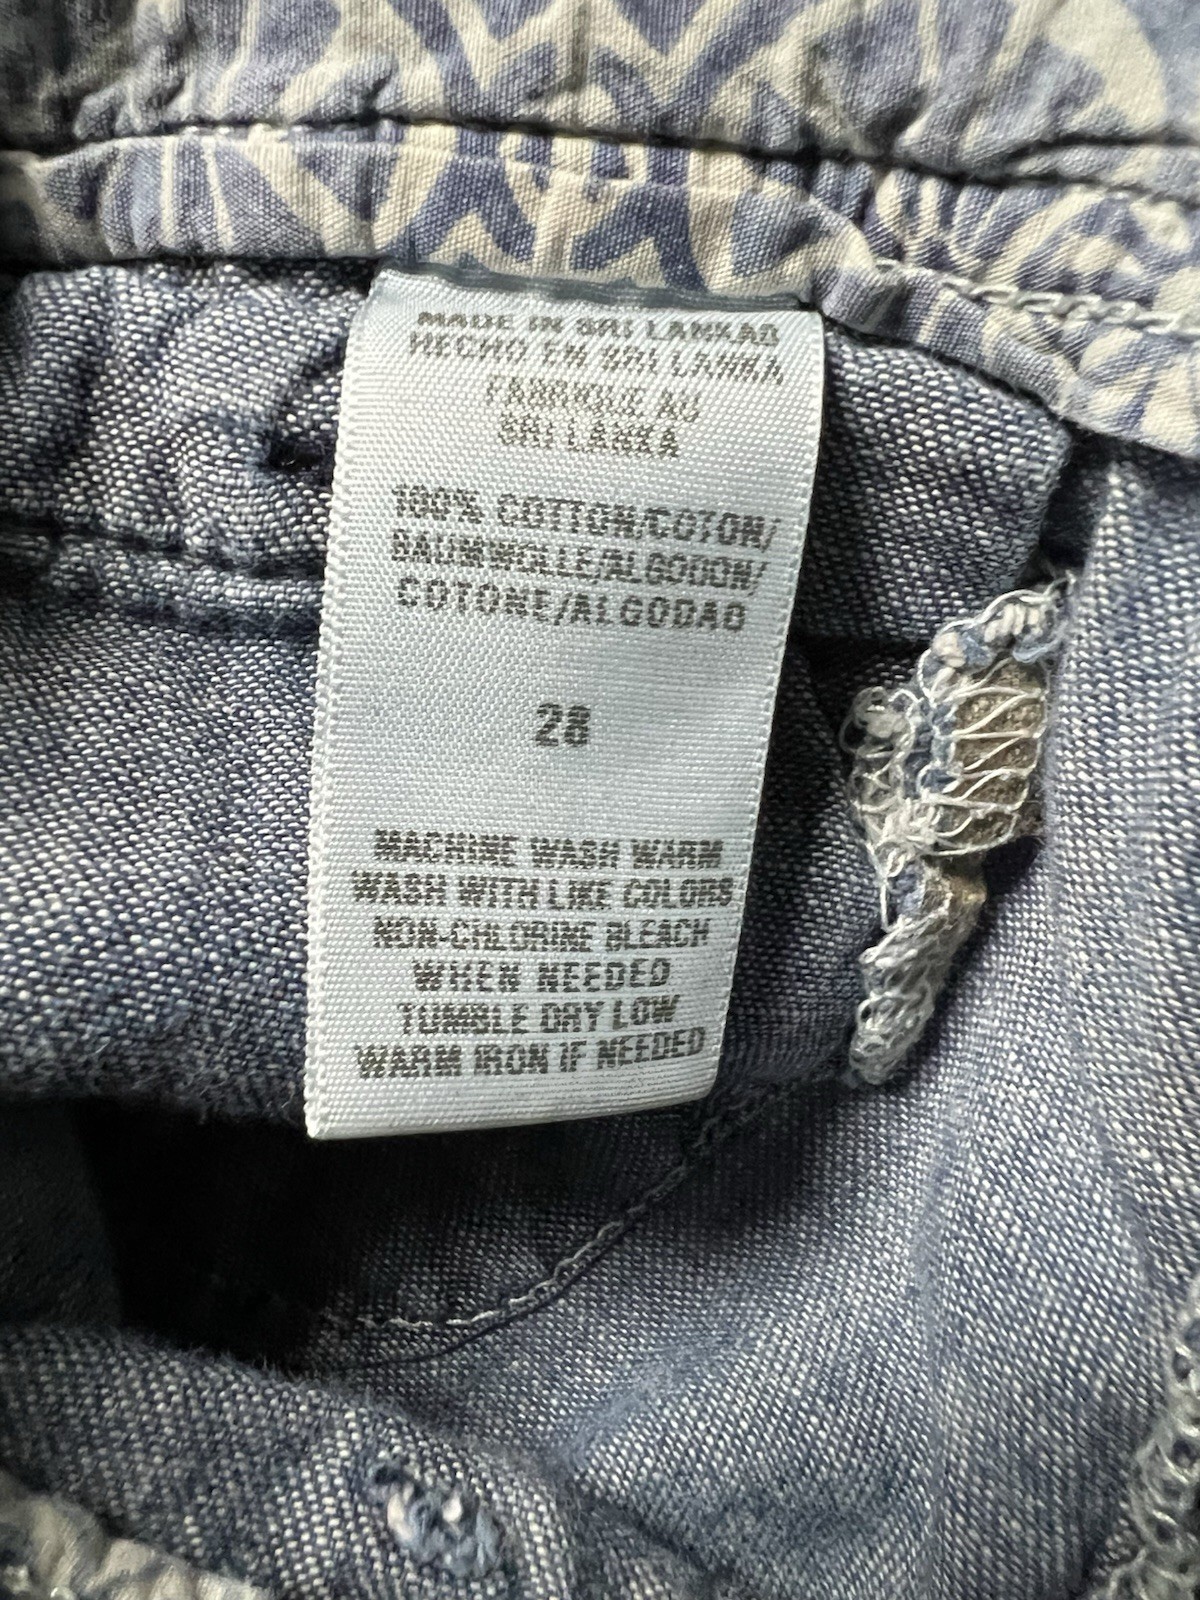 MADE IN SRI LANKAD
HECHO EN SRI LANKA
FABRIQUE AU
SRI LANKA
100% COTTON/COTON/
BAUMWOLLE/ALGODON/
COTONE/ALGODAO
28
MACHINE WASH WARM
WASH WITH LIKE COLORS
NON-CHLORINE BLEACH
WHEN NEEDED
TUMBLE DRY LOW
WARM IRON IF NEEDED